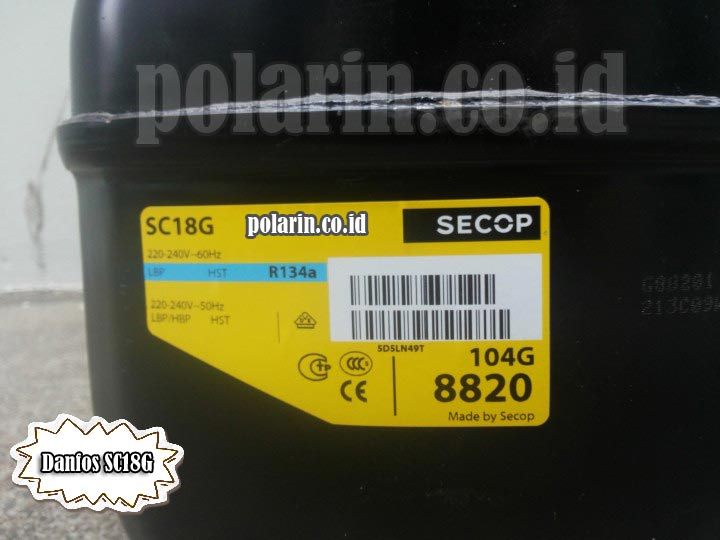 polarin.co.id
SC18G
polarin.co.id
SECOP
220-240V~60Hz
LBP HST R134a
220-240V~50Hz
LBP/HBP HST
SDSLN49T
104G
8820
CCC
CE
Made by Secop
Danfos SC18G